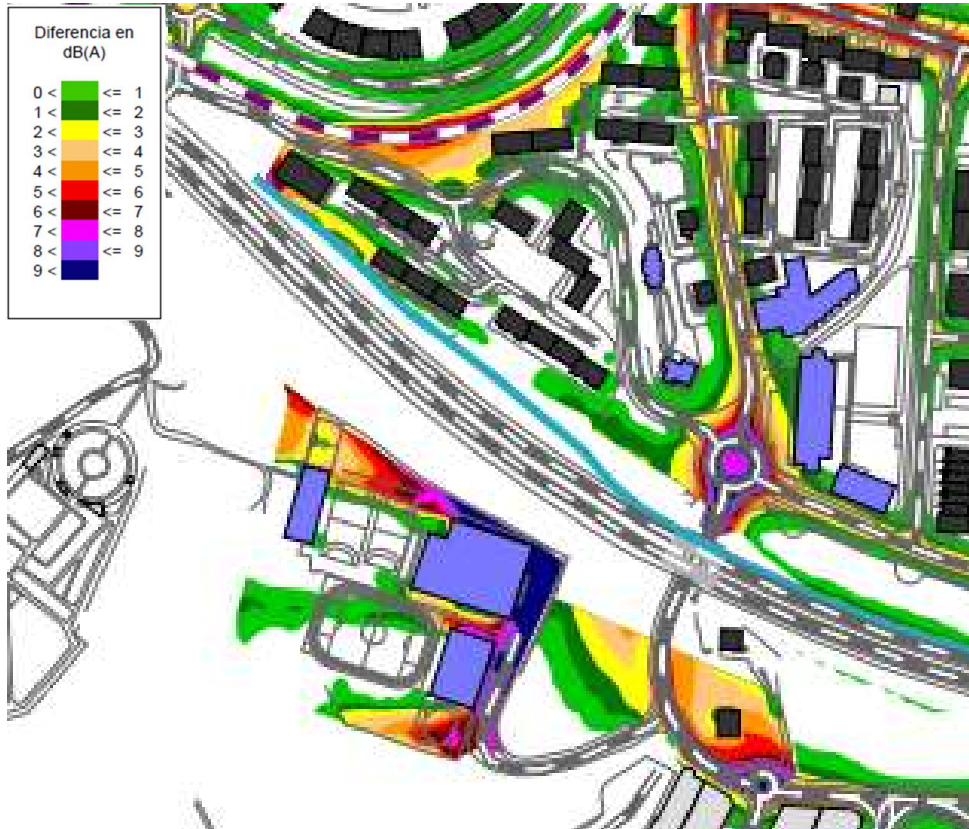 Diferencia en
dB(A)
0 < <= 1
1 < <= 2
2 < <= 3
3 < <= 4
4 < <= 5
5 < <= 6
6 < <= 7
7 < <= 8
8 < <= 9
9 <